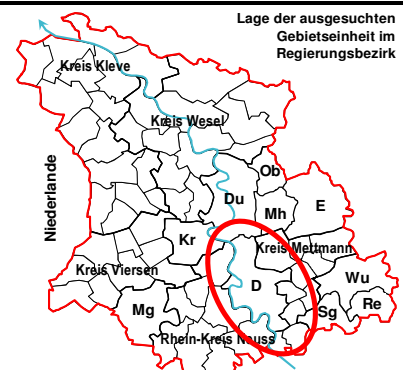 Lage der ausgesuchten
Gebietseinheit im
Regierungsbezirk
Kreis Kleve
Kreis Wesel
Niederlande
Ob
Du
E
Mh
Kr
Kreis Mettmann
Kreis Viersen
Wu
D
Mg
Sg
Re
Rhein-Kreis Neuss